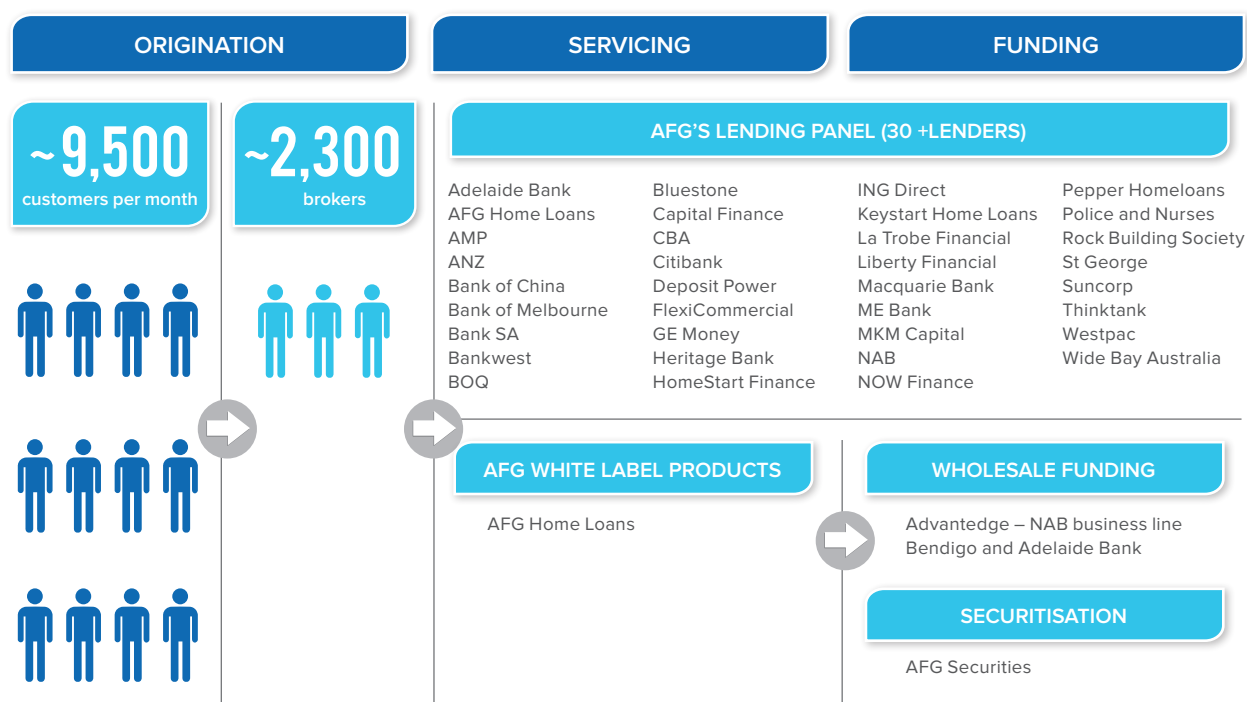 ORIGINATION
SERVICING
FUNDING
~9,500
customers per month
~2,300
brokers
AFG'S LENDING PANEL (30 +LENDERS)
Adelaide Bank
AFG Home Loans
AMP
ANZ
Bank of China
Bank of Melbourne
Bank SA
Bankwest
BOQ
Bluestone
Capital Finance
CBA
Citibank
Deposit Power
FlexiCommercial
GE Money
Heritage Bank
HomeStart Finance
ING Direct
Keystart Home Loans
La Trobe Financial
Liberty Financial
Macquarie Bank
ME Bank
MKM Capital
NAB
NOW Finance
Pepper Homeloans
Police and Nurses
Rock Building Society
St George
Suncorp
Thinktank
Westpac
Wide Bay Australia
AFG WHITE LABEL PRODUCTS
AFG Home Loans
WHOLESALE FUNDING
Advantedge – NAB business line
Bendigo and Adelaide Bank
SECURITISATION
AFG Securities